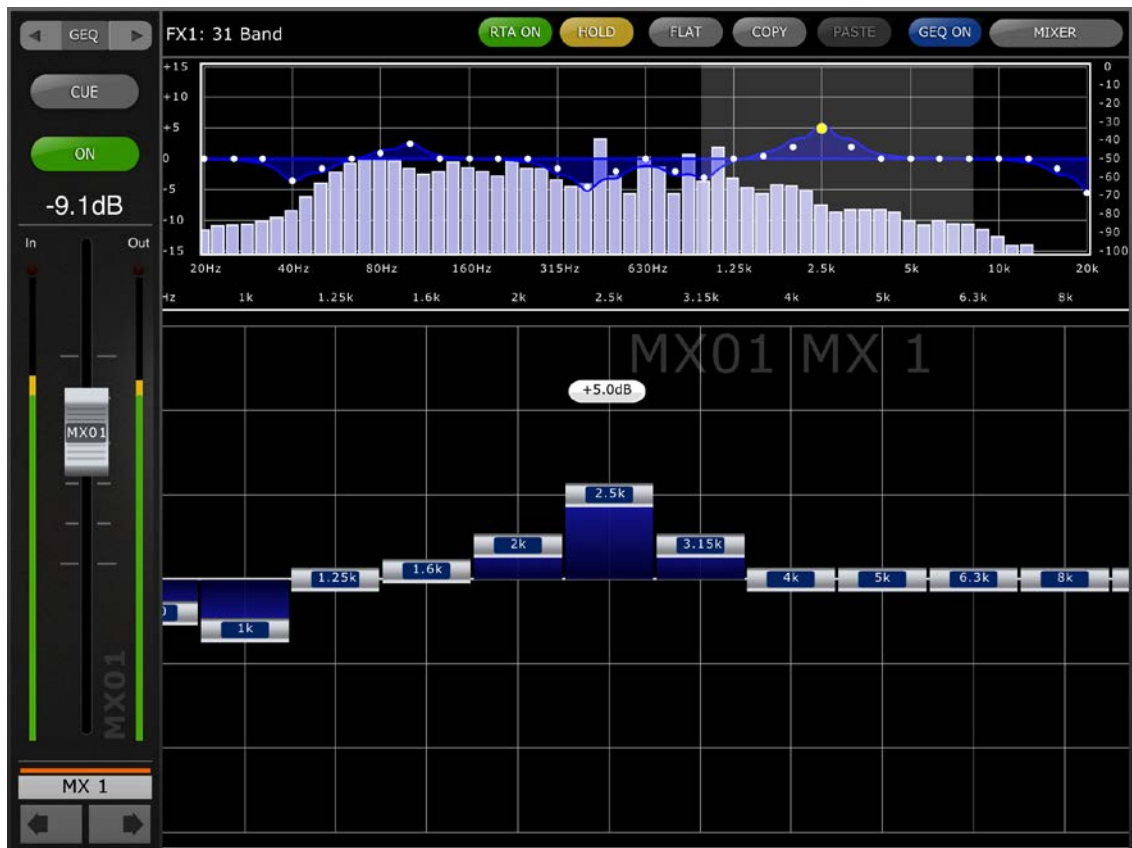 GEQ
FX1: 31 Band
RTA ON
HOLD
FLAT
COPY
PASTE
GEQ ON
MIXER
CUE
ON
-9.1dB
In
Out
MX01
MX01
MX 1
+15
+10
+5
0
-5
-10
-15
0
-10
-20
-30
-40
-50
-60
-70
-80
-90
-100
20Hz 40Hz 80Hz 160Hz 315Hz 630Hz 1.25k 2.5k 5k 10k 20k
Hz 1k 1.25k 1.6k 2k 2.5k 3.15k 4k 5k 6.3k 8k
MX01 MX 1
+5.0dB
2.5k
2k
3.15k
1.6k
1.25k
4k
5k
6.3k
8k
1k